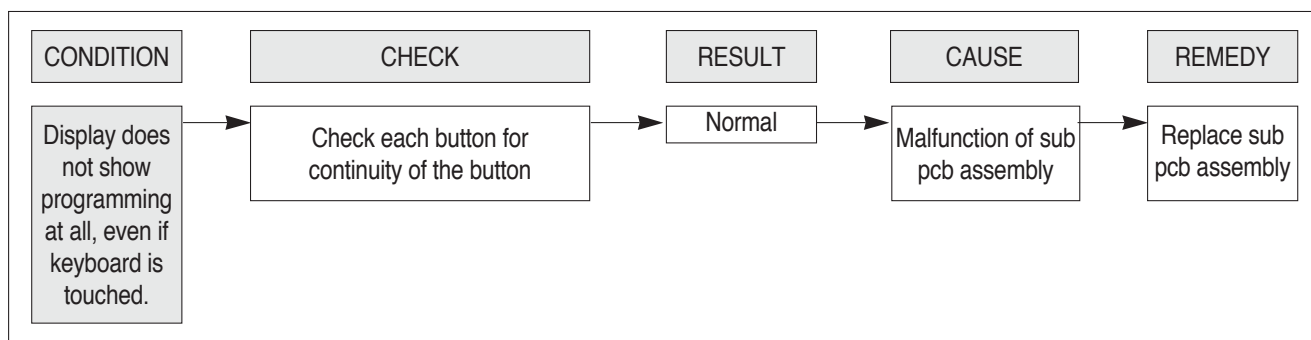 CONDITION
CHECK
RESULT
CAUSE
REMEDY
Display does
not show
programming
at all, even if
keyboard is
touched.
Check each button for
continuity of the button
Normal
Malfunction of sub
pcb assembly
Replace sub
pcb assembly